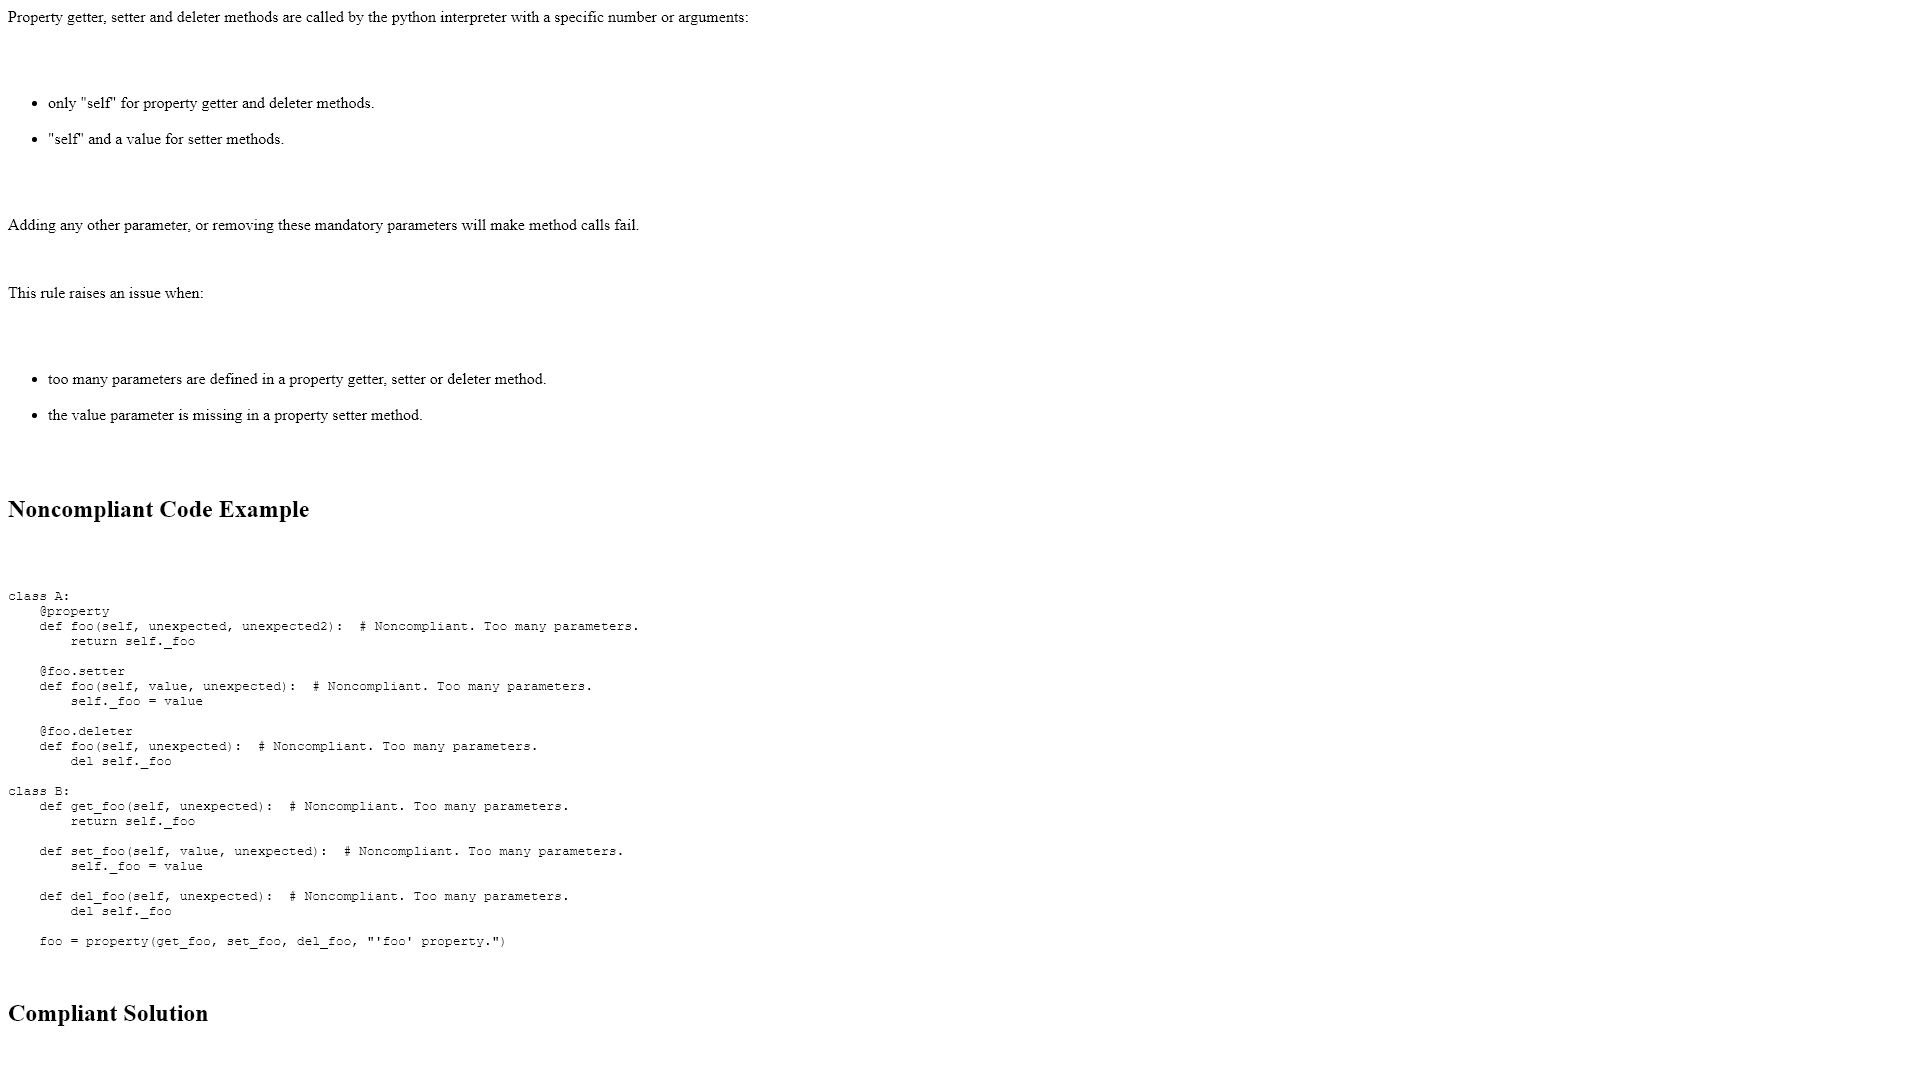 Property getter, setter and deleter methods are called by the python interpreter with a specific number or arguments:
• only "self" for property getter and deleter methods.
• "self" and a value for setter methods.
Adding any other parameter, or removing these mandatory parameters will make method calls fail.
This rule raises an issue when:
• too many parameters are defined in a property getter, setter or deleter method.
• the value parameter is missing in a property setter method.
Noncompliant Code Example
class A:
    @property
    def foo(self, unexpected, unexpected2):  # Noncompliant. Too many parameters.
        return self._foo
    @foo.setter
    def foo(self, value, unexpected):  # Noncompliant. Too many parameters.
        self._foo = value
    @foo.deleter
    def foo(self, unexpected):  # Noncompliant. Too many parameters.
        del self._foo
class B:
    def get_foo(self, unexpected):  # Noncompliant. Too many parameters.
        return self._foo
    def set_foo(self, value, unexpected):  # Noncompliant. Too many parameters.
        self._foo = value
    def del_foo(self, unexpected):  # Noncompliant. Too many parameters.
        del self._foo
    foo = property(get_foo, set_foo, del_foo, "'foo' property.")
Compliant Solution